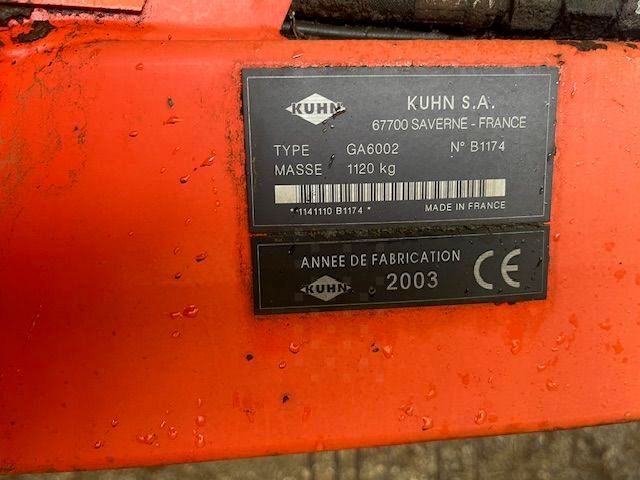 KUHN
KUHN S.A.
67700 SAVERNE - FRANCE
TYPE GA6002 N° B1174
MASSE 1120 kg
*1141110 B1174 *
MADE IN FRANCE
ANNEE DE FABRICATION
KUHN 2003 CE